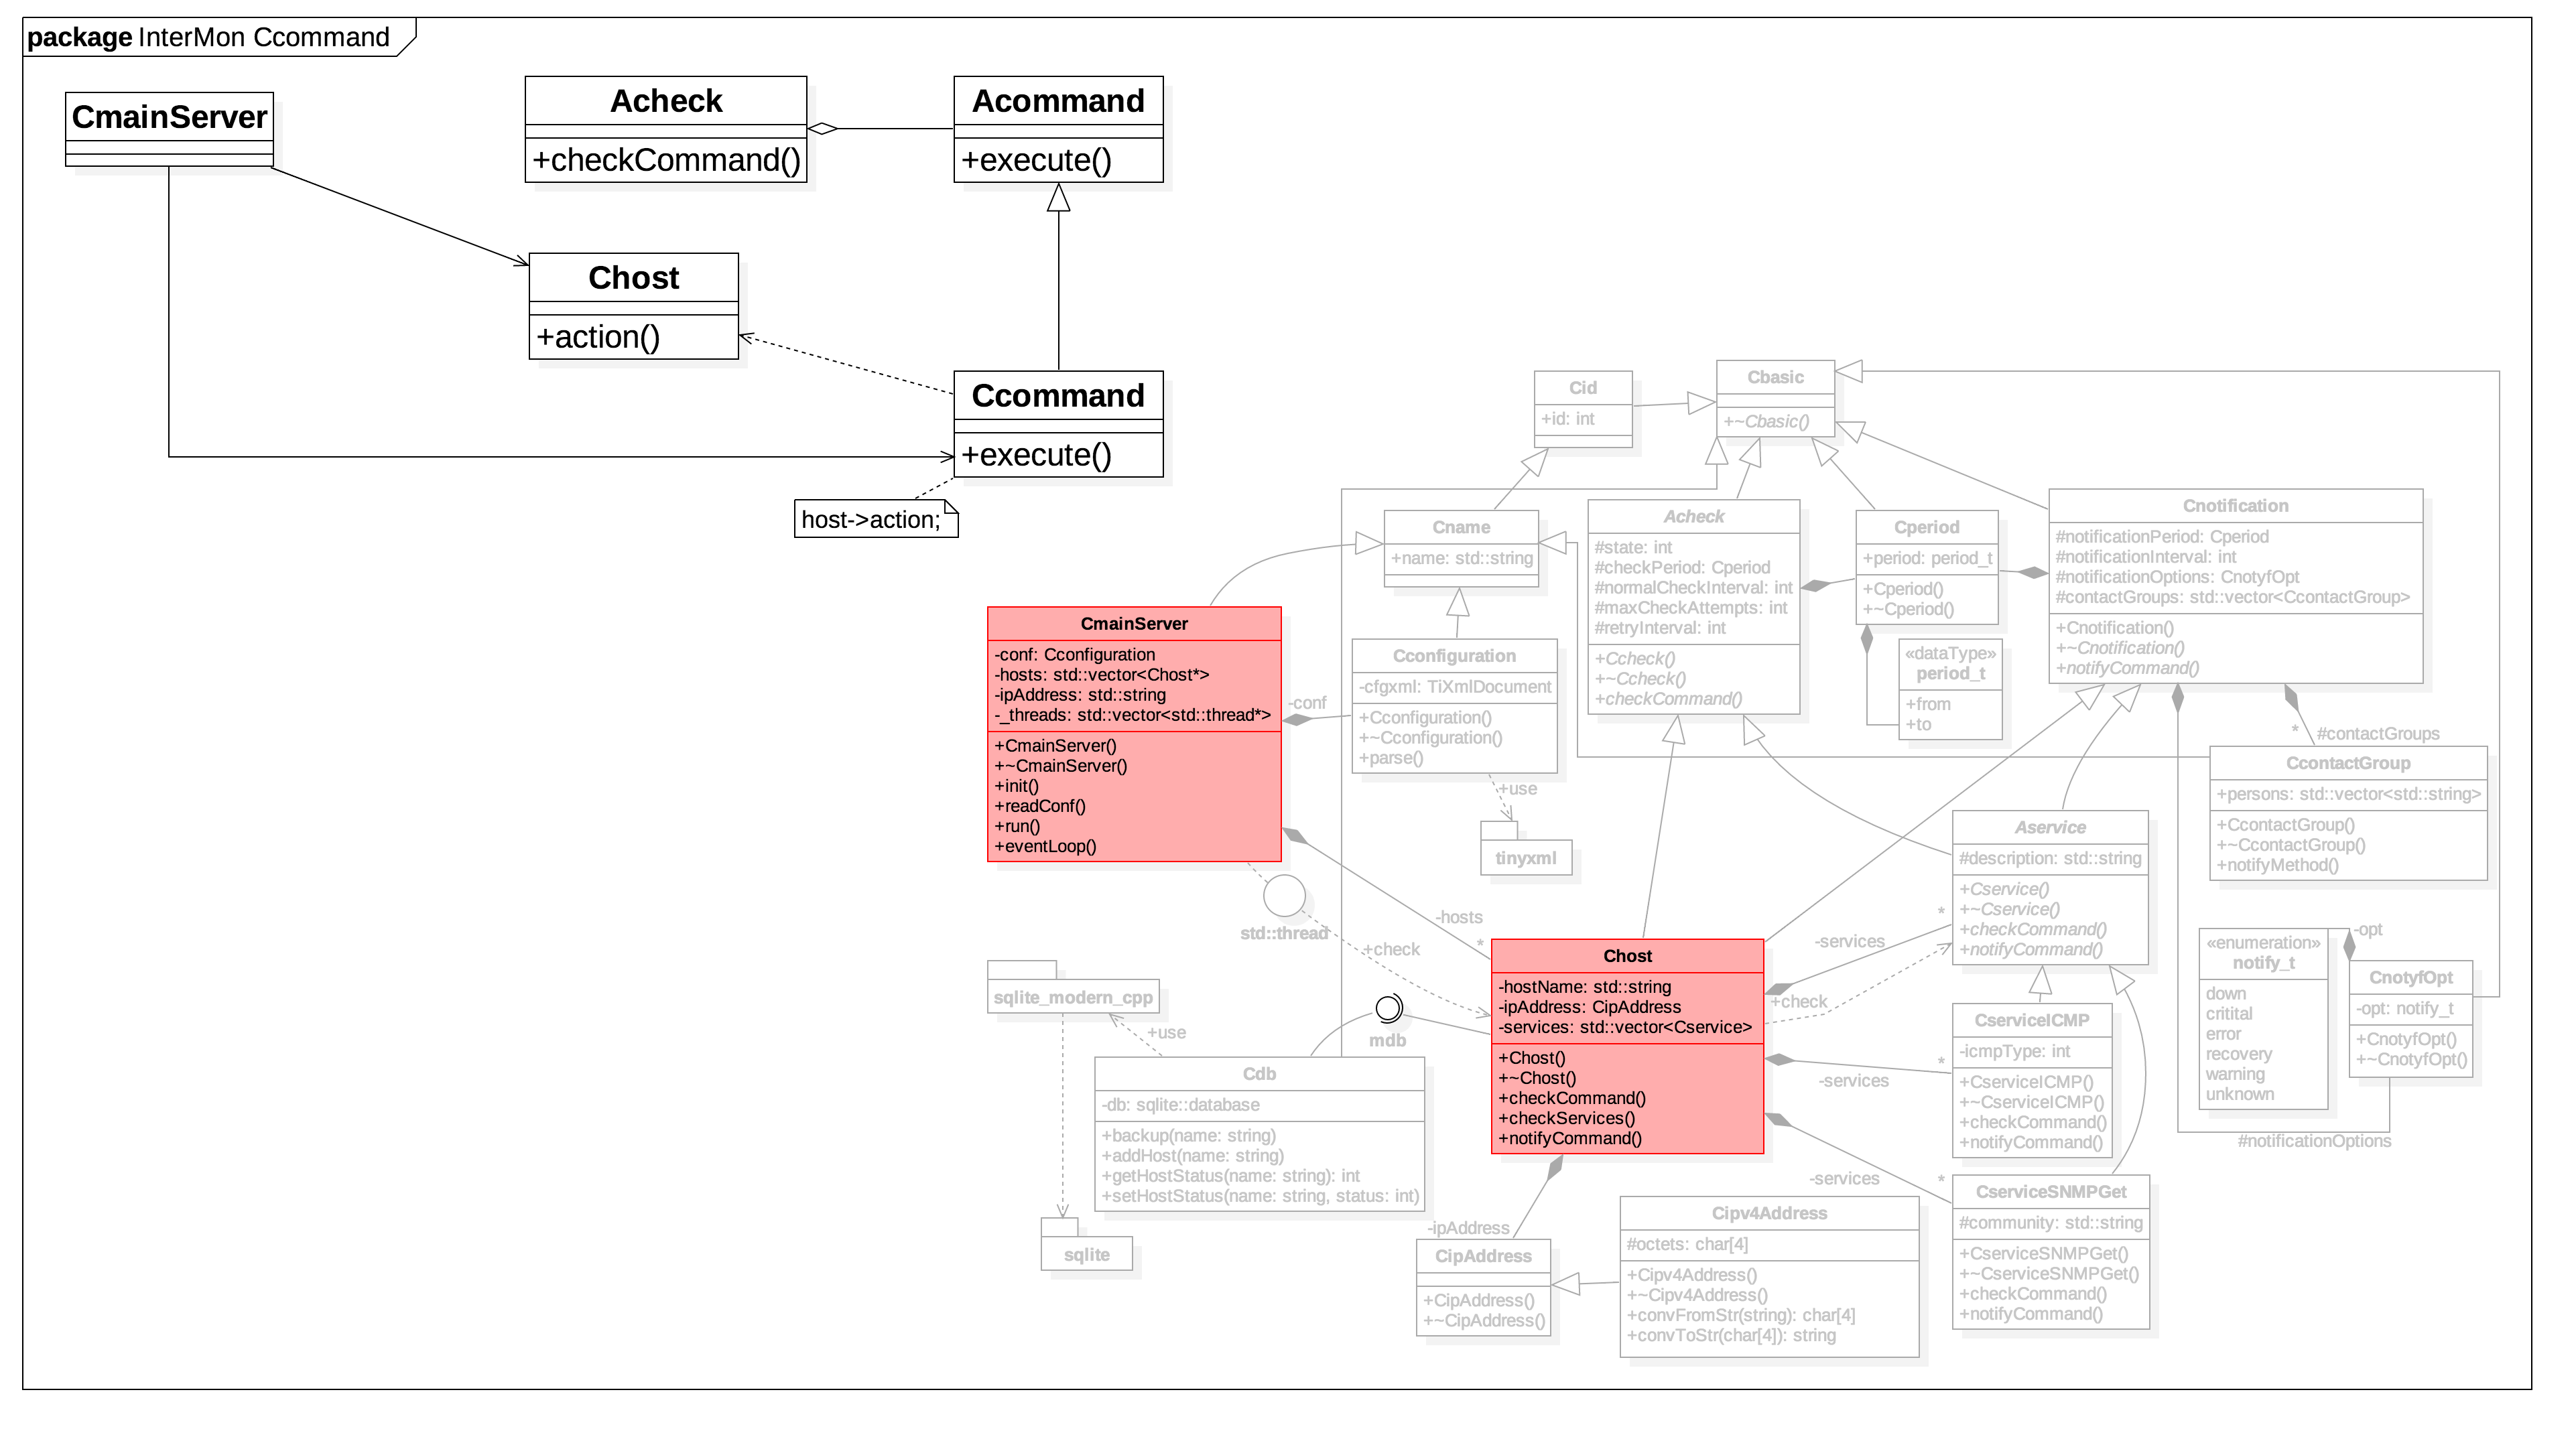 package InterMon Ccommand
CmainServer
Acheck
+checkCommand()
Acommand
+execute()
Chost
+action()
Ccommand
+execute()
host->action;
Cid
+id: int
Cbasic
+~Cbasic()
Cname
+name: std::string
Acheck
#state: int
#checkPeriod: Cperiod
#normalCheckInterval: int
#maxCheckAttempts: int
#retryInterval: int
+Ccheck()
+~Ccheck()
+checkCommand()
Cperiod
+period: period_t
+Cperiod()
+~Cperiod()
«dataType»
period_t
+from
+to
Cnotification
#notificationPeriod: Cperiod
#notificationInterval: int
#notificationOptions: CnotyfOpt
#contactGroups: std::vector<CcontactGroup>
+Cnotification()
+~Cnotification()
+notifyCommand()
* #contactGroups
CmainServer
-conf: Cconfiguration
-hosts: std::vector<Chost*>
-ipAddress: std::string
-_threads: std::vector<std::thread*>
+CmainServer()
+~CmainServer()
+init()
+readConf()
+run()
+eventLoop()
-conf
Cconfiguration
-cfgxml: TiXmlDocument
+Cconfiguration()
+~Cconfiguration()
+parse()
+use
tinyxml
CcontactGroup
+persons: std::vector<std::string>
+CcontactGroup()
+~CcontactGroup()
+notifyMethod()
Aservice
#description: std::string
+Cservice()
+~Cservice()
+checkCommand()
+notifyCommand()
std::thread
-hosts
*
+check
Chost
-hostName: std::string
-ipAddress: CipAddress
-services: std::vector<Cservice>
+Chost()
+~Chost()
+checkCommand()
+checkServices()
+notifyCommand()
*
-services
+check
*
-services
-services
*
«enumeration»
notify_t
down
critital
error
recovery
warning
unknown
-opt
CnotyfOpt
-opt: notify_t
+CnotyfOpt()
+~CnotyfOpt()
#notificationOptions
sqlite_modern_cpp
+use
mdb
Cdb
-db: sqlite::database
+backup(name: string)
+addHost(name: string)
+getHostStatus(name: string): int
+setHostStatus(name: string, status: int)
sqlite
CserviceICMP
-icmpType: int
+CserviceICMP()
+~CserviceICMP()
+checkCommand()
+notifyCommand()
CserviceSNMPGet
#community: std::string
+CserviceSNMPGet()
+~CserviceSNMPGet()
+checkCommand()
+notifyCommand()
-ipAddress
CipAddress
+CipAddress()
+~CipAddress()
Cipv4Address
#octets: char[4]
+Cipv4Address()
+~Cipv4Address()
+convFromStr(string): char[4]
+convToStr(char[4]): string